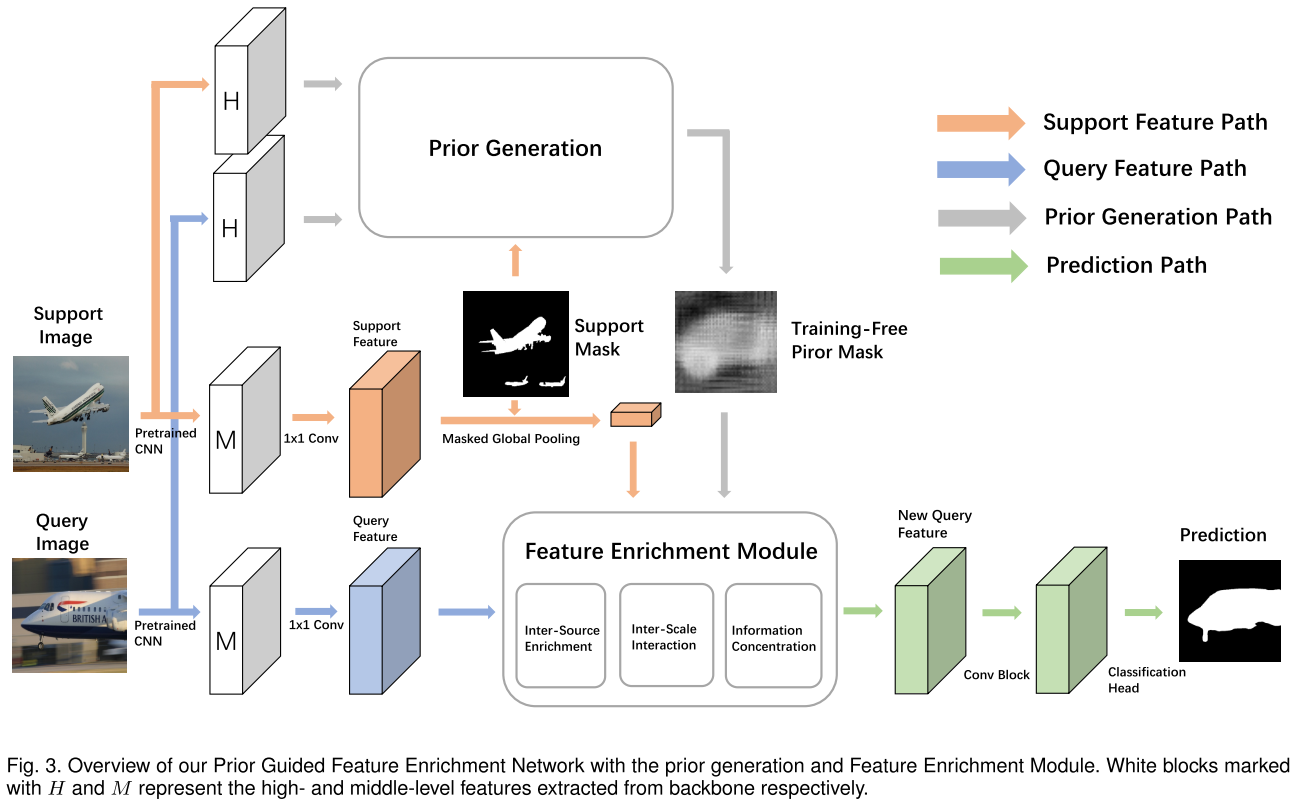 H
Prior Generation
H
Support Feature Path
Query Feature Path
Prior Generation Path
Prediction Path
Support
Image
Pretrained
CNN
M
1x1 Conv
Support
Feature
Support
Mask
Masked Global Pooling
Training-Free
Piror Mask
Query
Image
BRITISH A
Pretrained
CNN
M
1x1 Conv
Query
Feature
Feature Enrichment Module
Inter-Source
Enrichment
Inter-Scale
Interaction
Information
Concentration
New Query
Feature
Conv Block
Classification
Head
Prediction
Fig. 3. Overview of our Prior Guided Feature Enrichment Network with the prior generation and Feature Enrichment Module. White blocks marked
with H and M represent the high- and middle-level features extracted from backbone respectively.